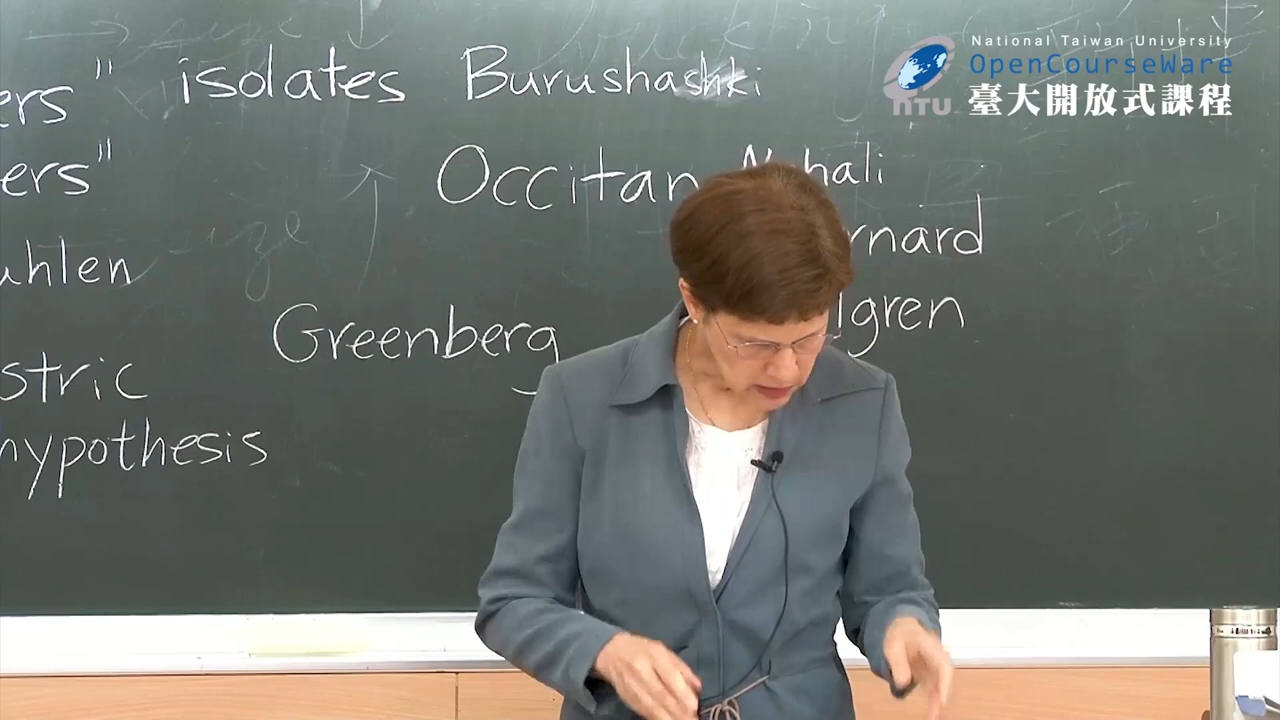 National Taiwan University
OpenCourseWare
NTU 臺大開放式課程
ers" isolates Burushashki
ers" Occitan N hali
uhlen rnard
Greenberg lgren
stric
hypothesis